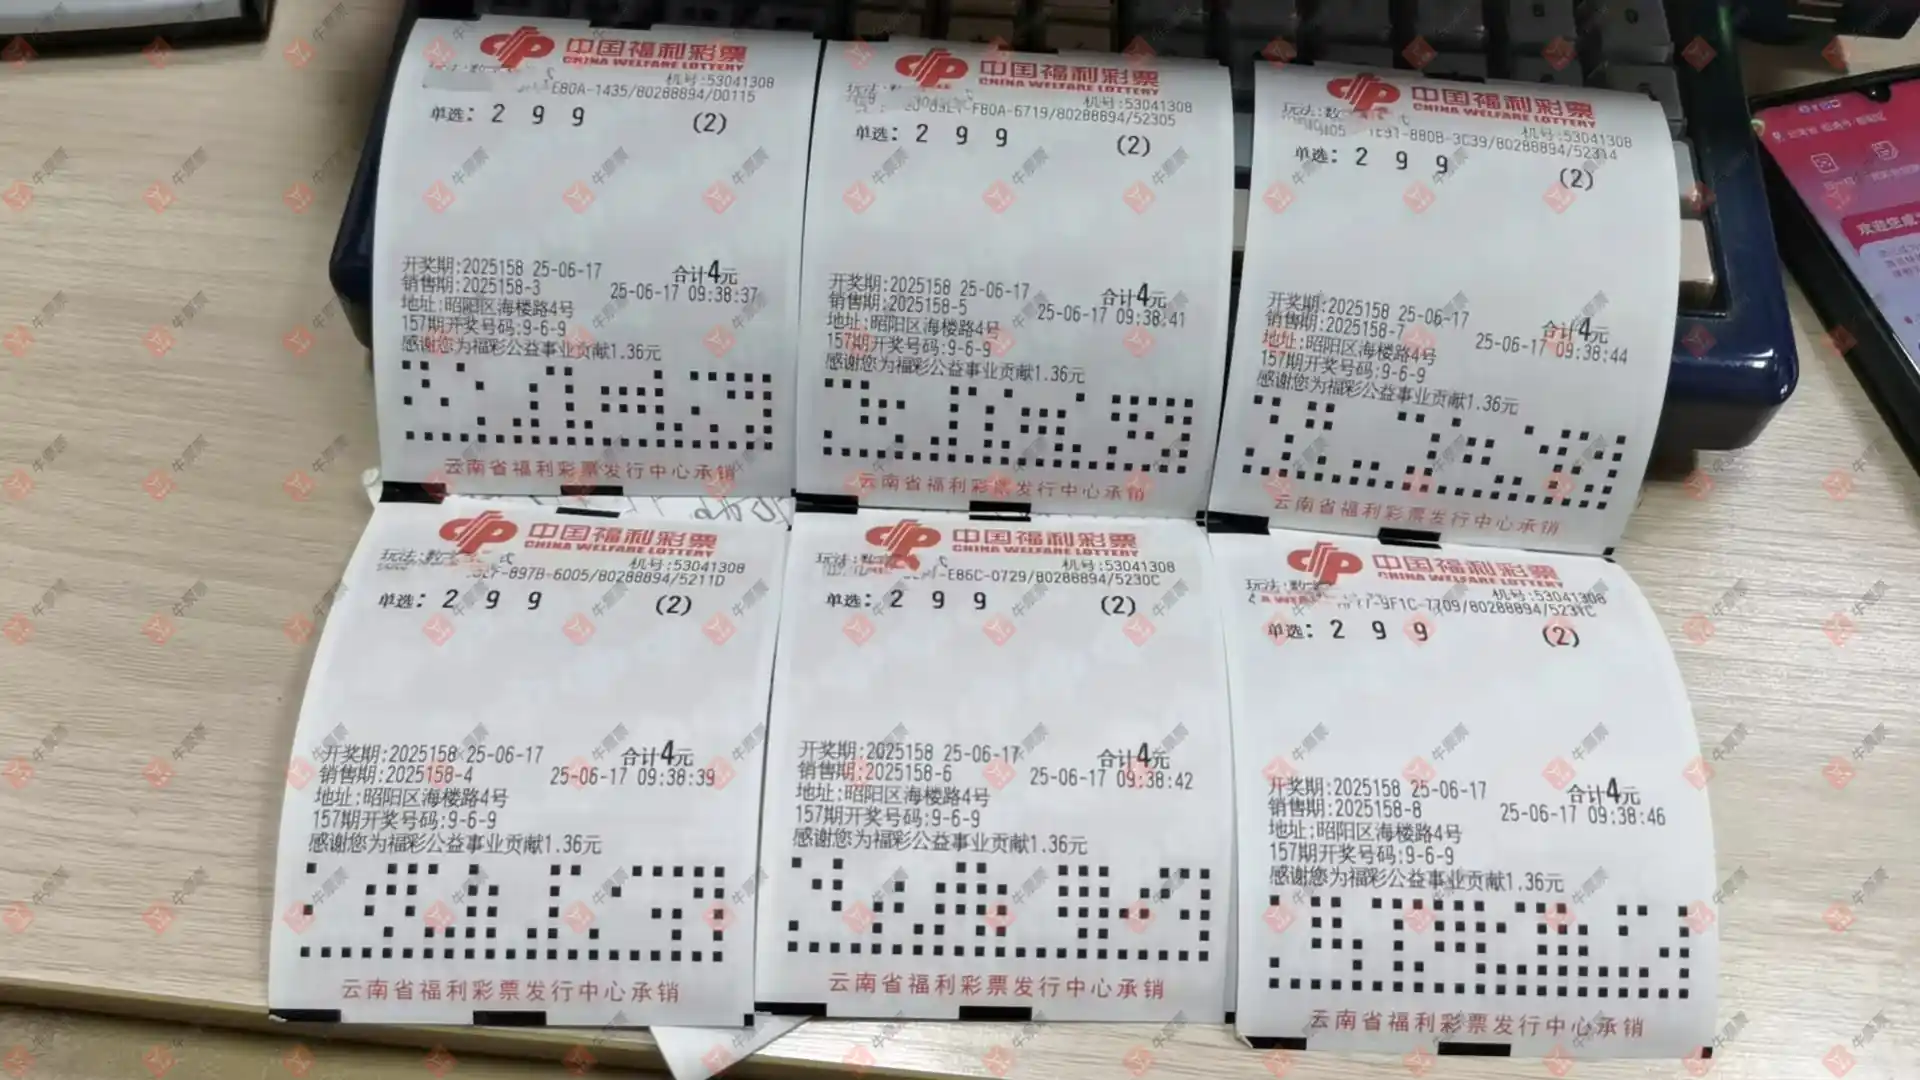 中国福利彩票
CHINA WELFARE LOTTERY
机号:53041308
E80A-1435/80288894/D0115
单选: 2 9 9 (2)
开奖期:2025158 25-06-17 合计4元
销售期:2025158-3 25-06-17 09:38:37
地址:昭阳区海楼路4号
157期开奖号码:9-6-9
感谢您为福彩公益事业贡献1.36元
云南省福利彩票发行中心承销
中国福利彩票
CHINA WELFARE LOTTERY
机号:53041308
F80A-6719/80288894/52305
单选: 2 9 9 (2)
开奖期:2025158 25-06-17 合计4元
销售期:2025158-5 25-06-17 09:38:41
地址:昭阳区海楼路4号
157期开奖号码:9-6-9
感谢您为福彩公益事业贡献1.36元
云南省福利彩票发行中心承销
中国福利彩票
CHINA WELFARE LOTTERY
玩法:数 式 机号:53041308
880B-3C39/80288894/52314
单选: 2 9 9 (2)
开奖期:2025158 25-06-17 合计4元
销售期:2025158-7 25-06-17 09:38:44
地址:昭阳区海楼路4号
157期开奖号码:9-6-9
感谢您为福彩公益事业贡献1.36元
云南省福利彩票发行中心承销
中国福利彩票
CHINA WELFARE LOTTERY
玩法:数字 式 机号:53041308
897B-6005/80288894/5211D
单选: 2 9 9 (2)
开奖期:2025158 25-06-17 合计4元
销售期:2025158-4 25-06-17 09:38:39
地址:昭阳区海楼路4号
157期开奖号码:9-6-9
感谢您为福彩公益事业贡献1.36元
云南省福利彩票发行中心承销
中国福利彩票
CHINA WELFARE LOTTERY
玩法:数 式 机号:53041308
E86C-0729/80288894/5230C
单选: 2 9 9 (2)
开奖期:2025158 25-06-17 合计4元
销售期:2025158-6 25-06-17 09:38:42
地址:昭阳区海楼路4号
157期开奖号码:9-6-9
感谢您为福彩公益事业贡献1.36元
云南省福利彩票发行中心承销
中国福利彩票
CHINA WELFARE LOTTERY
玩法:数 机号:53041308
9F1C-7709/80288894/5231C
单选: 2 9 9 (2)
开奖期:2025158 25-06-17 合计4元
销售期:2025158-8 25-06-17 09:38:46
地址:昭阳区海楼路4号
157期开奖号码:9-6-9
感谢您为福彩公益事业贡献1.36元
云南省福利彩票发行中心承销
牛票票